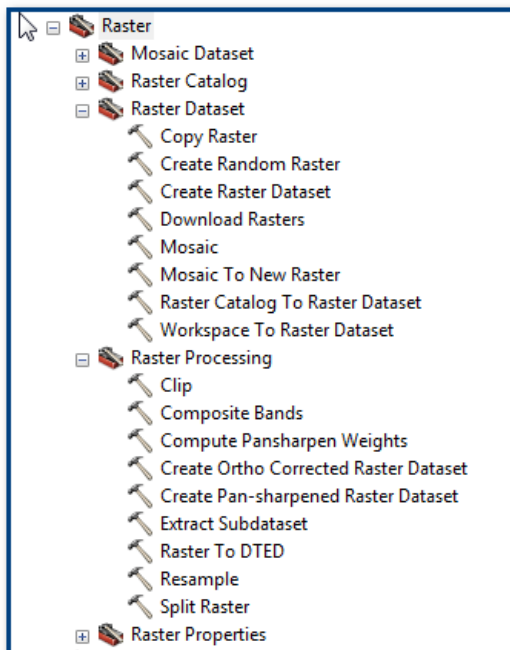 Raster
Mosaic Dataset
Raster Catalog
Raster Dataset
Copy Raster
Create Random Raster
Create Raster Dataset
Download Rasters
Mosaic
Mosaic To New Raster
Raster Catalog To Raster Dataset
Workspace To Raster Dataset
Raster Processing
Clip
Composite Bands
Compute Pansharpen Weights
Create Ortho Corrected Raster Dataset
Create Pan-sharpened Raster Dataset
Extract Subdataset
Raster To DTED
Resample
Split Raster
Raster Properties